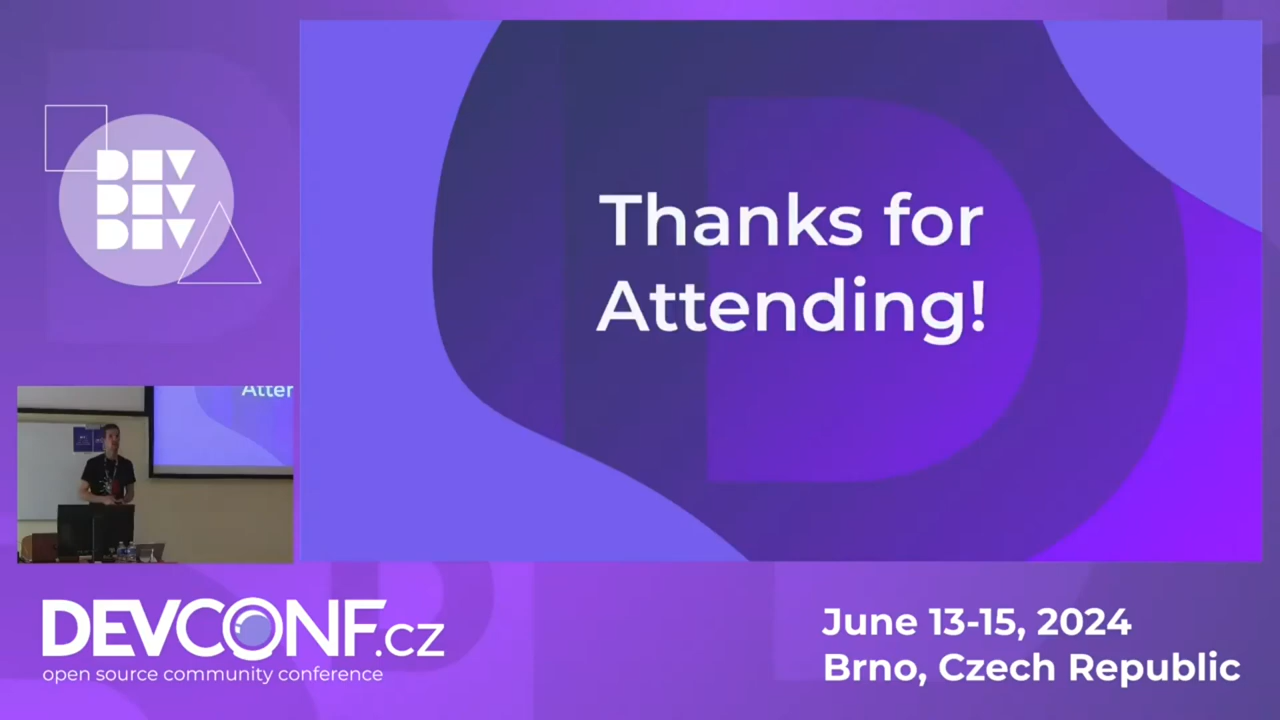 DEV
DEV
DEV
Thanks for
Attending!
Atter
DEVCONF.cz
open source community conference
June 13-15, 2024
Brno, Czech Republic